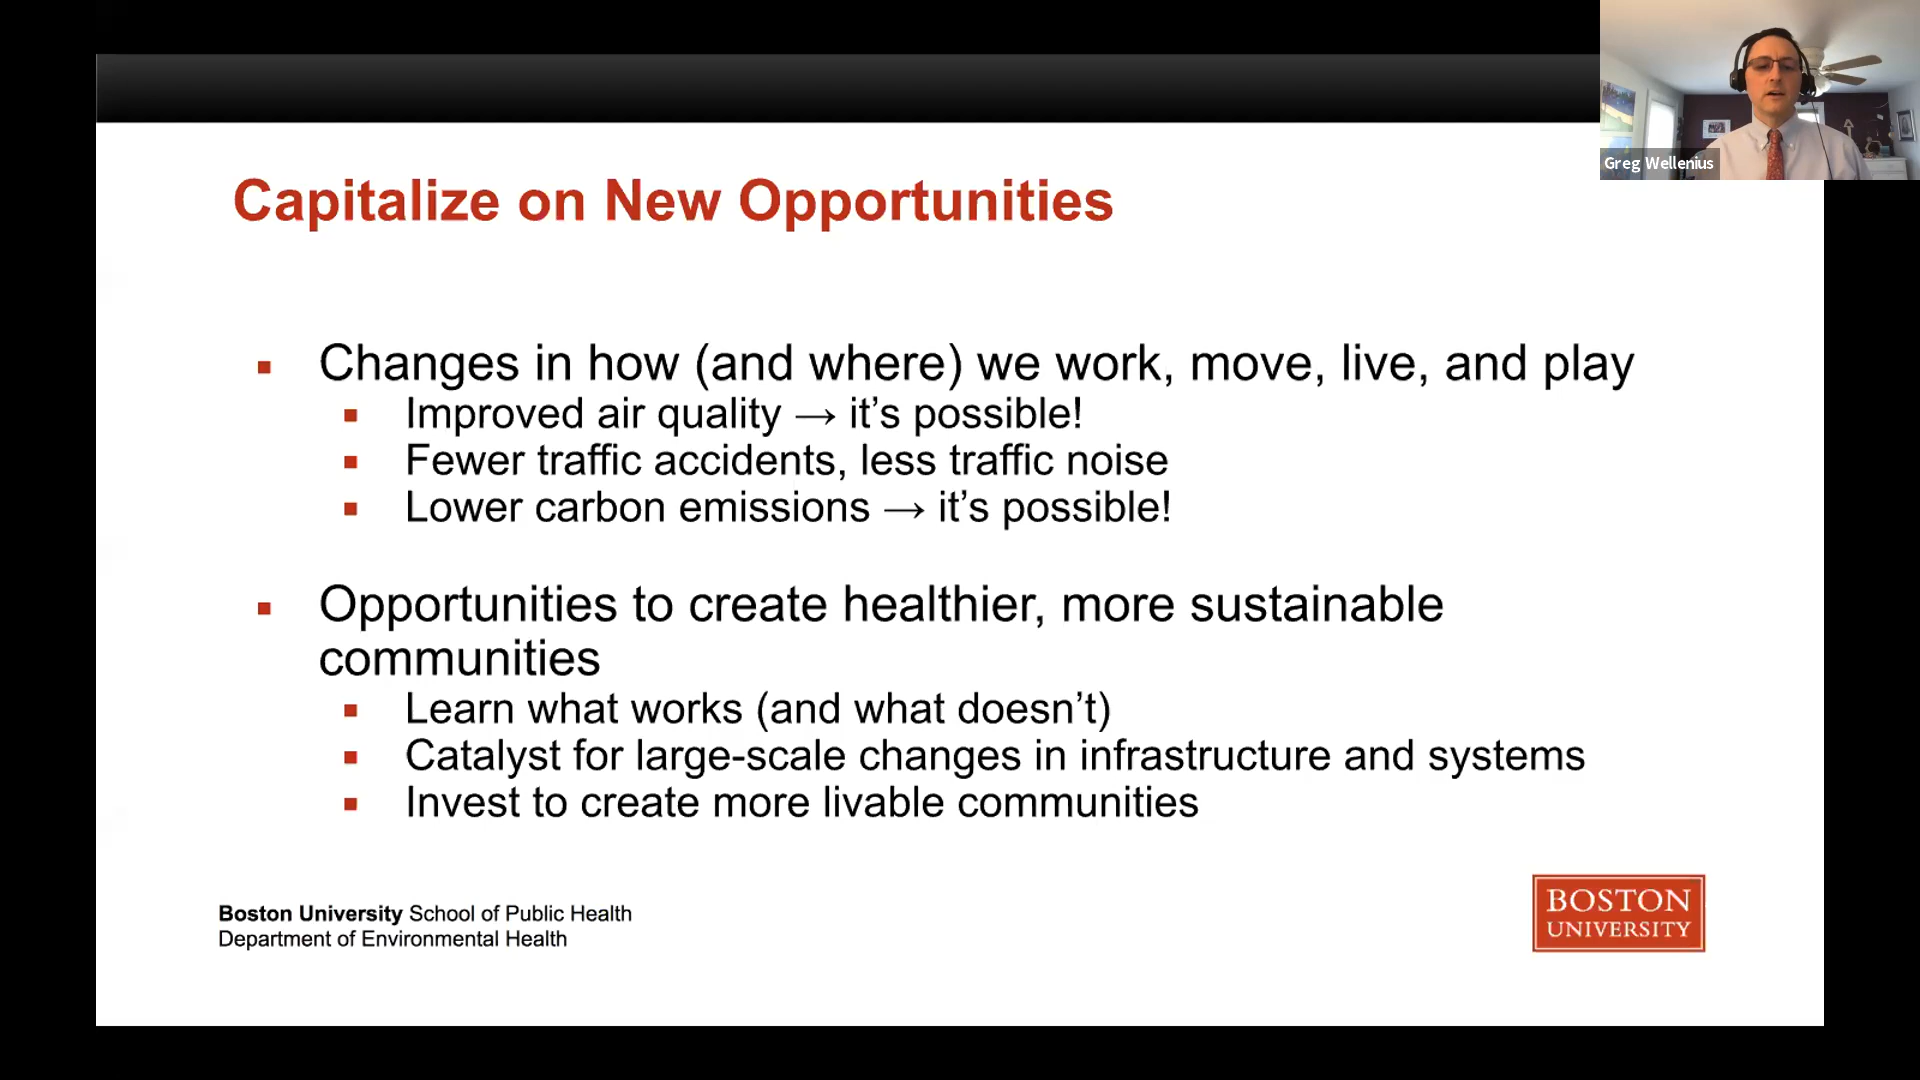 Greg Wellenius
Capitalize on New Opportunities
Changes in how (and where) we work, move, live, and play
Improved air quality → it’s possible!
Fewer traffic accidents, less traffic noise
Lower carbon emissions → it’s possible!
Opportunities to create healthier, more sustainable
communities
Learn what works (and what doesn’t)
Catalyst for large-scale changes in infrastructure and systems
Invest to create more livable communities
Boston University School of Public Health
Department of Environmental Health
BOSTON
UNIVERSITY